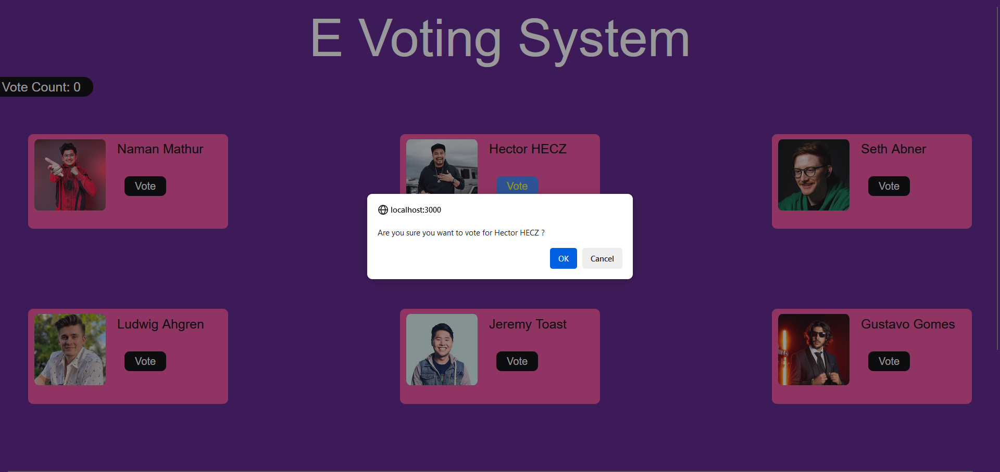 E Voting System
Vote Count: 0
Naman Mathur
Vote
Hector HECZ
Vote
Seth Abner
Vote
localhost:3000
Are you sure you want to vote for Hector HECZ ?
OK
Cancel
Ludwig Ahgren
Vote
Jeremy Toast
Vote
Gustavo Gomes
Vote